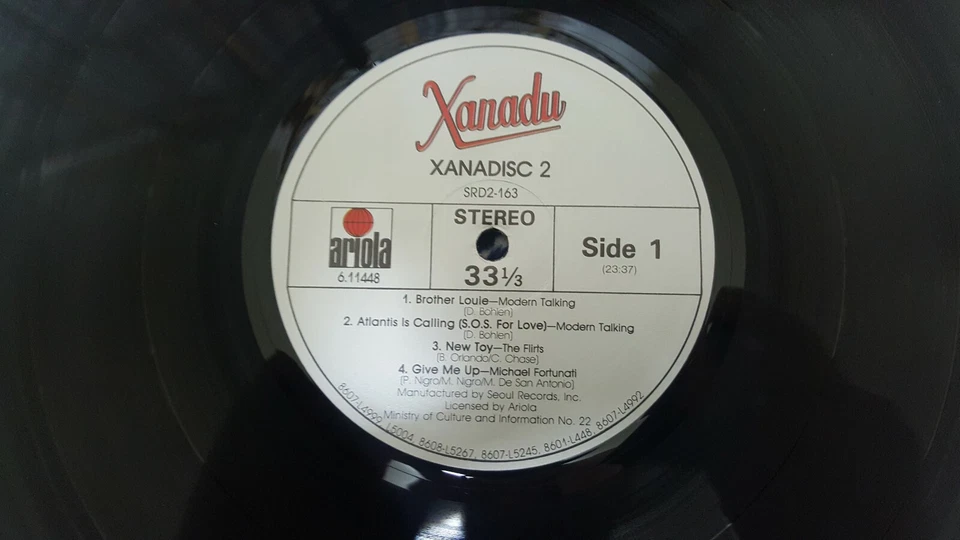 Xanadu
XANADISC 2
SRD2-163
ariola
6.11448
STEREO
33⅓
Side 1
(23:37)
1. Brother Louie—Modern Talking
(D. Bohlen)
2. Atlantis Is Calling (S.O.S. For Love)—Modern Talking
(D. Bohlen)
3. New Toy—The Flirts
(B. Orlando/C. Chase)
4. Give Me Up—Michael Fortunati
(P. Nigro/M. Nigro/M. De San Antonio)
Manufactured by Seoul Records, Inc.
Licensed by Ariola
Ministry of Culture and Information No. 22
8607-L4999, L5004, 8608-L5267, 8607-L5245, 8601-L448, 8607-L4992